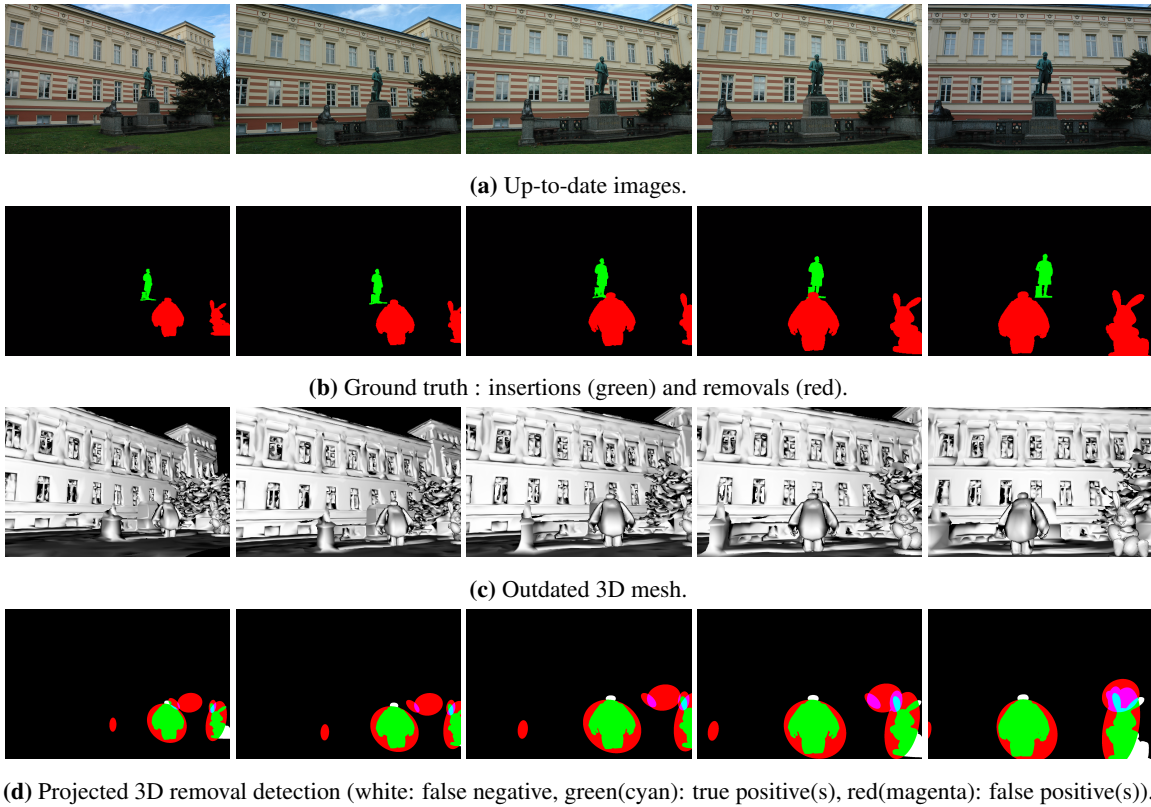 (a) Up-to-date images.
(b) Ground truth : insertions (green) and removals (red).
(c) Outdated 3D mesh.
(d) Projected 3D removal detection (white: false negative, green(cyan): true positive(s), red(magenta): false positive(s)).